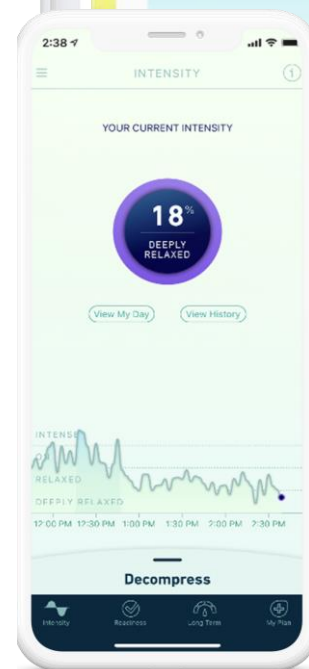 2:38
INTENSITY
YOUR CURRENT INTENSITY
18%
DEEPLY
RELAXED
View My Day
View History
INTENSE
RELAXED
DEEPLY RELAXED
12:00 PM 12:30 PM 1:00 PM 1:30 PM 2:00 PM 2:30 PM
Decompress
Intensity
Readiness
Long Term
My Plan